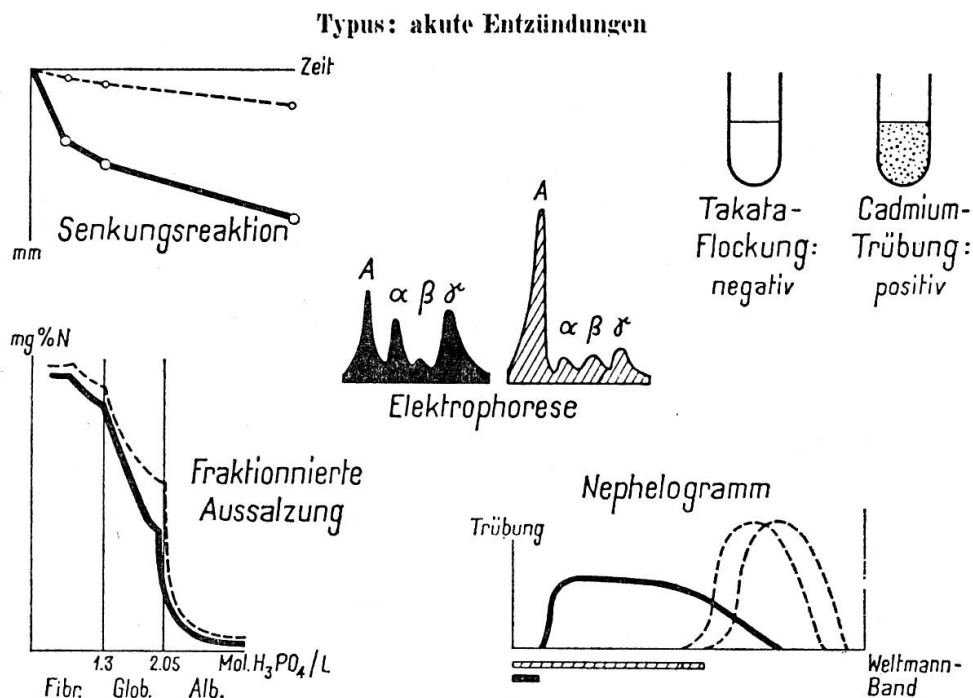 Typus: akute Entzündungen
Zeit
mm
Senkungsreaktion
Takata-
Flockung:
negativ
Cadmium-
Trübung:
positiv
A
α β γ
A
α β γ
Elektrophorese
mg%N
Fraktionnierte
Aussalzung
1.3 2.05 Mol.H₃PO₄/L
Fibr. Glob. Alb.
Nephelogramm
Trübung
Weltmann-
Band